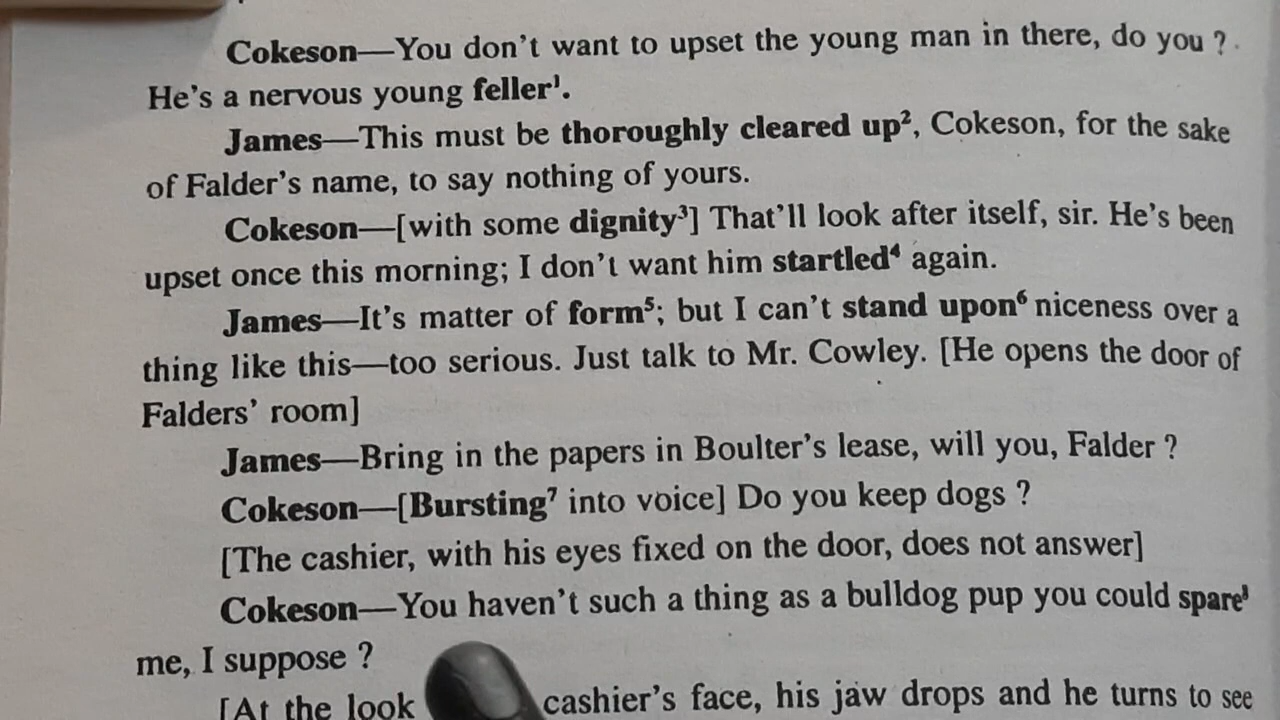 Cokeson—You don't want to upset the young man in there, do you ?
He's a nervous young feller¹.
James—This must be thoroughly cleared up², Cokeson, for the sake
of Falder's name, to say nothing of yours.
Cokeson—[with some dignity³] That'll look after itself, sir. He's been
upset once this morning; I don't want him startled⁴ again.
James—It's matter of form⁵; but I can't stand upon⁶ niceness over a
thing like this—too serious. Just talk to Mr. Cowley. [He opens the door of
Falders' room]
James—Bring in the papers in Boulter's lease, will you, Falder ?
Cokeson—[Bursting⁷ into voice] Do you keep dogs ?
[The cashier, with his eyes fixed on the door, does not answer]
Cokeson—You haven't such a thing as a bulldog pup you could spare
me, I suppose ?
[At the look cashier's face, his jaw drops and he turns to see